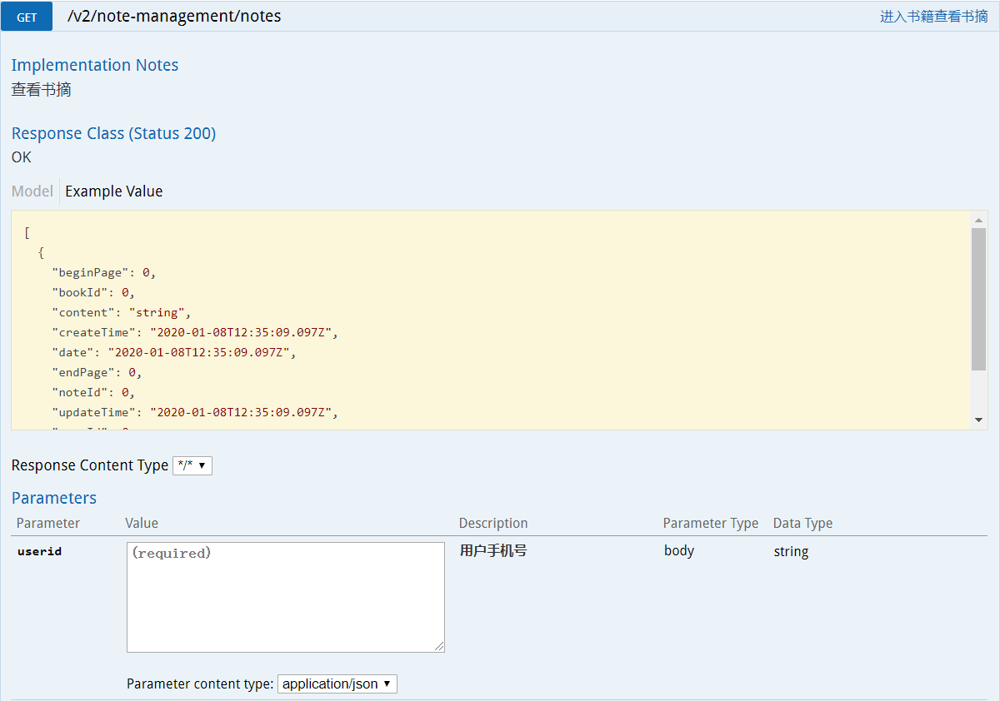 GET /v2/note-management/notes 进入书籍查看书摘
Implementation Notes
查看书摘
Response Class (Status 200)
OK
Model Example Value
[
{
"beginPage": 0,
"bookId": 0,
"content": "string",
"createTime": "2020-01-08T12:35:09.097Z",
"date": "2020-01-08T12:35:09.097Z",
"endPage": 0,
"noteId": 0,
"updateTime": "2020-01-08T12:35:09.097Z",
Response Content Type */*
Parameters
Parameter Value Description Parameter Type Data Type
userid (required) 用户手机号 body string
Parameter content type: application/json